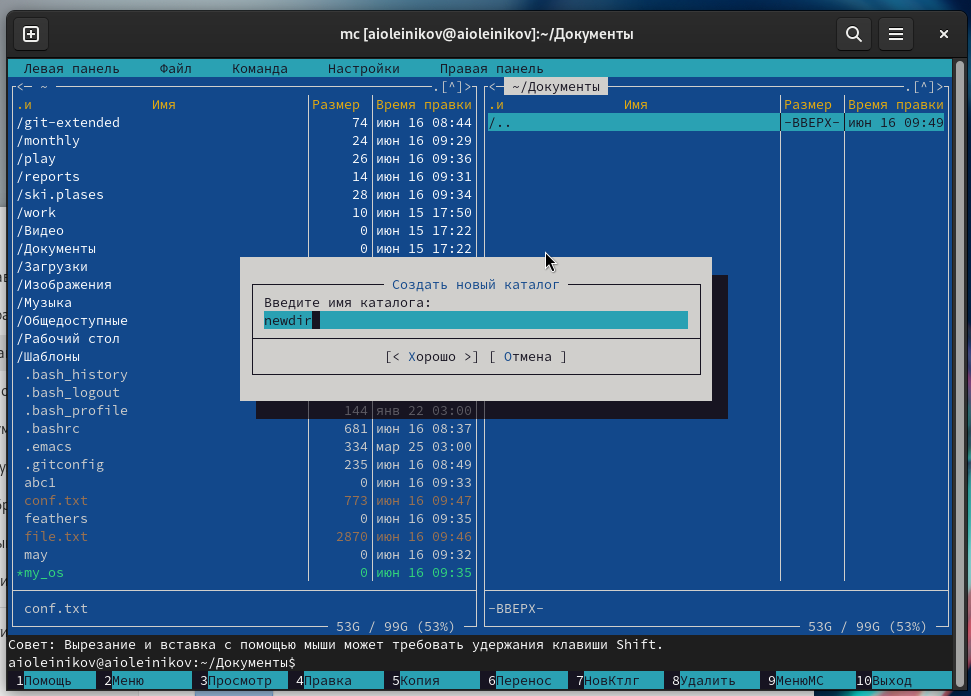 mc [aioleinikov@aioleinikov]:~/Документы
Левая панель Файл Команда Настройки Правая панель
<─ ~ .[^]> <─ ~/Документы .[^]>
.и Имя Размер Время правки .и Имя Размер Время правки
/git-extended 74 июн 16 08:44 /.. -ВВЕРХ- июн 16 09:49
/monthly 24 июн 16 09:29
/play 26 июн 16 09:36
/reports 14 июн 16 09:31
/ski.plases 28 июн 16 09:34
/work 10 июн 15 17:50
/Видео 0 июн 15 17:22
/Документы 0 июн 15 17:22
/Загрузки
/Изображения
/Музыка
/Общедоступные
/Рабочий стол
/Шаблоны
.bash_history
.bash_logout
.bash_profile 144 янв 22 03:00
.bashrc 681 июн 16 08:37
.emacs 334 мар 25 03:00
.gitconfig 235 июн 16 08:49
abc1 0 июн 16 09:33
conf.txt 773 июн 16 09:47
feathers 0 июн 16 09:35
file.txt 2870 июн 16 09:46
may 0 июн 16 09:32
*my_os 0 июн 16 09:35
Создать новый каталог
Введите имя каталога:
newdir
[< Хорошо >] [ Отмена ]
conf.txt -ВВЕРХ-
53G / 99G (53%) 53G / 99G (53%)
Совет: Вырезание и вставка с помощью мыши может требовать удержания клавиши Shift.
aioleinikov@aioleinikov:~/Документы$
1Помощь 2Меню 3Просмотр 4Правка 5Копия 6Перенос 7НовКтлг 8Удалить 9МенюМС 10Выход